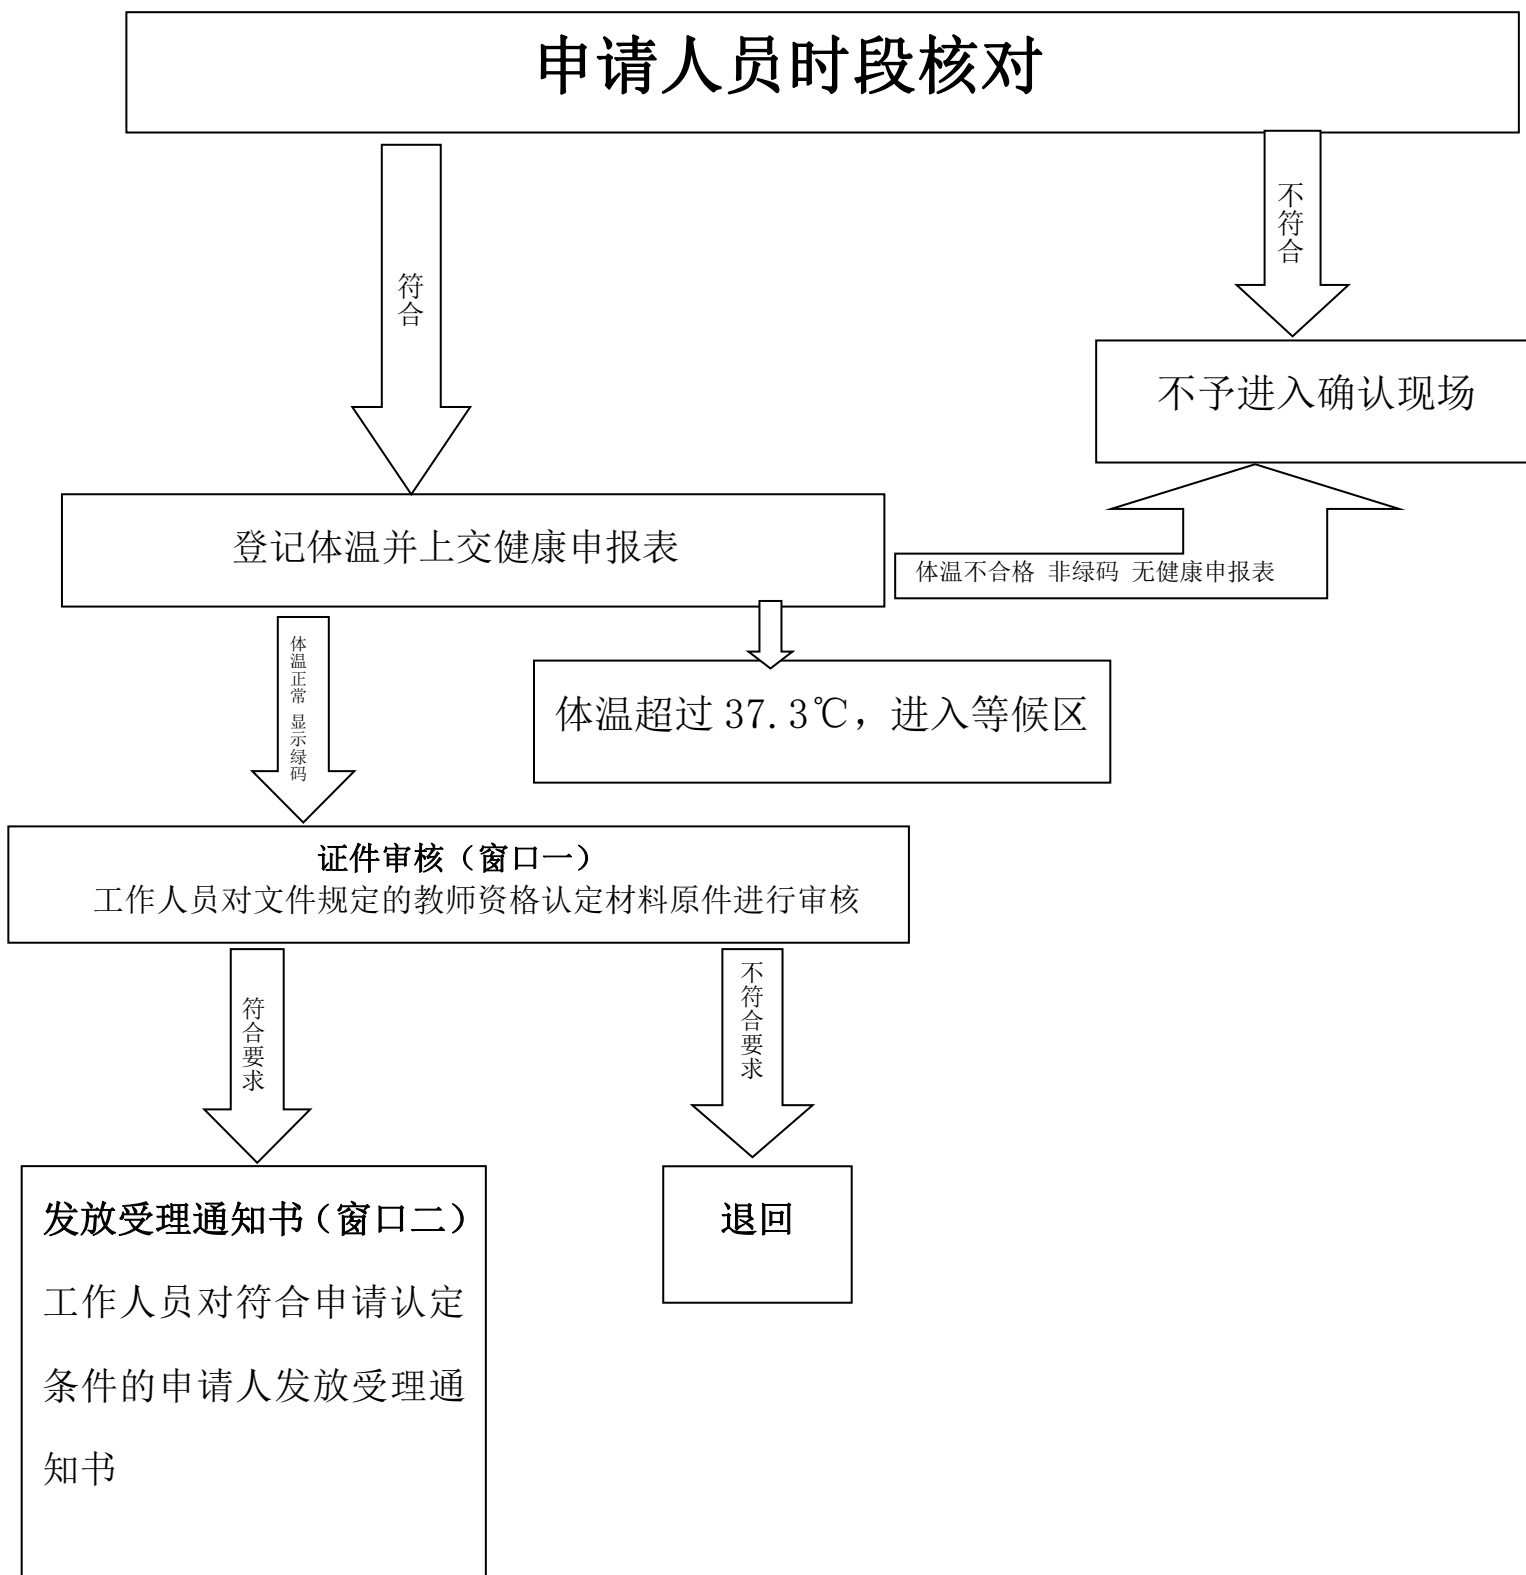 申请人员时段核对
符合
不符合
不予进入确认现场
登记体温并上交健康申报表
体温不合格 非绿码 无健康申报表
体温正常 显示绿码
体温超过 37.3℃，进入等候区
证件审核（窗口一）
工作人员对文件规定的教师资格认定材料原件进行审核
符合要求
不符合要求
发放受理通知书（窗口二）
工作人员对符合申请认定
条件的申请人发放受理通
知书
退回